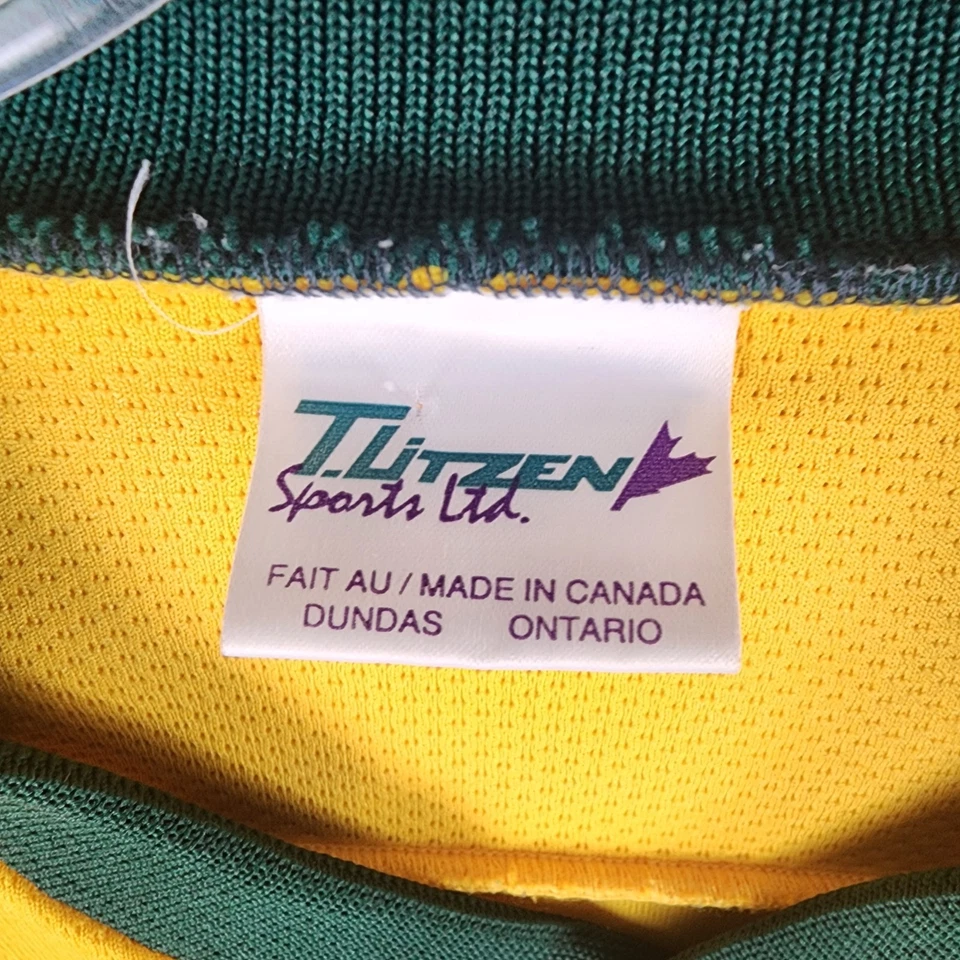 T.LiTZEN
Sports Ltd.
FAIT AU / MADE IN CANADA
DUNDAS ONTARIO